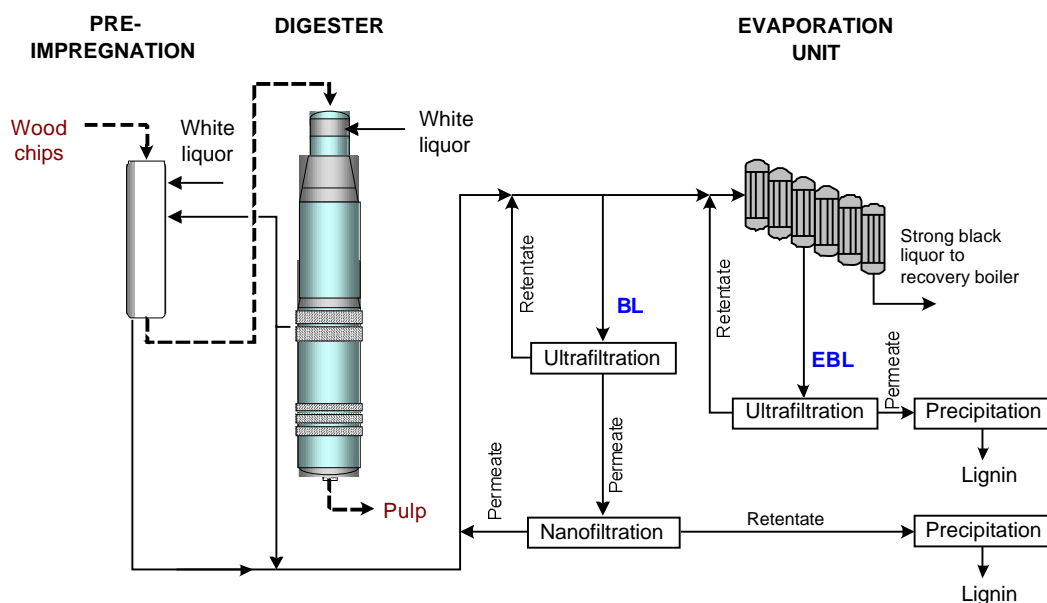 PRE-
IMPREGNATION
DIGESTER
EVAPORATION
UNIT
Wood
chips
White
liquor
White
liquor
Strong black
liquor to
recovery boiler
Retentate
BL
Retentate
EBL
Ultrafiltration
Permeate
Ultrafiltration
Precipitation
Permeate
Lignin
Pulp
Permeate
Nanofiltration
Retentate
Precipitation
Lignin